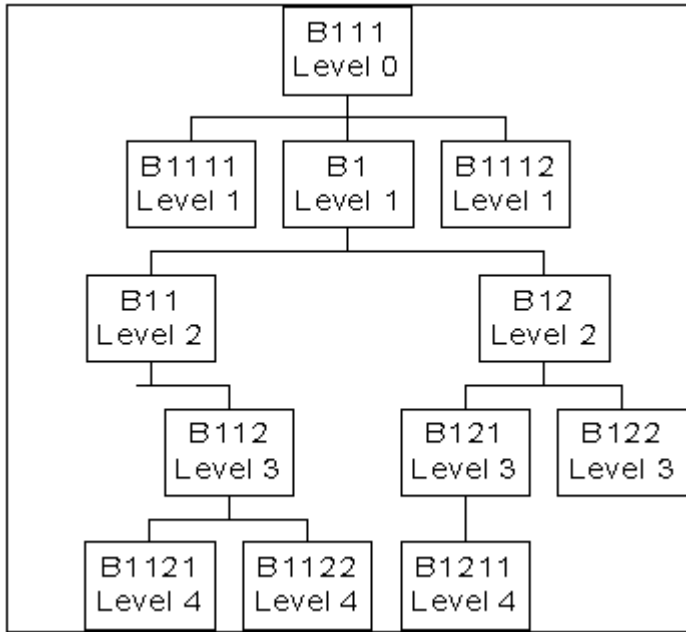 B111
Level 0
B1111
Level 1
B1
Level 1
B1112
Level 1
B11
Level 2
B12
Level 2
B112
Level 3
B121
Level 3
B122
Level 3
B1121
Level 4
B1122
Level 4
B1211
Level 4